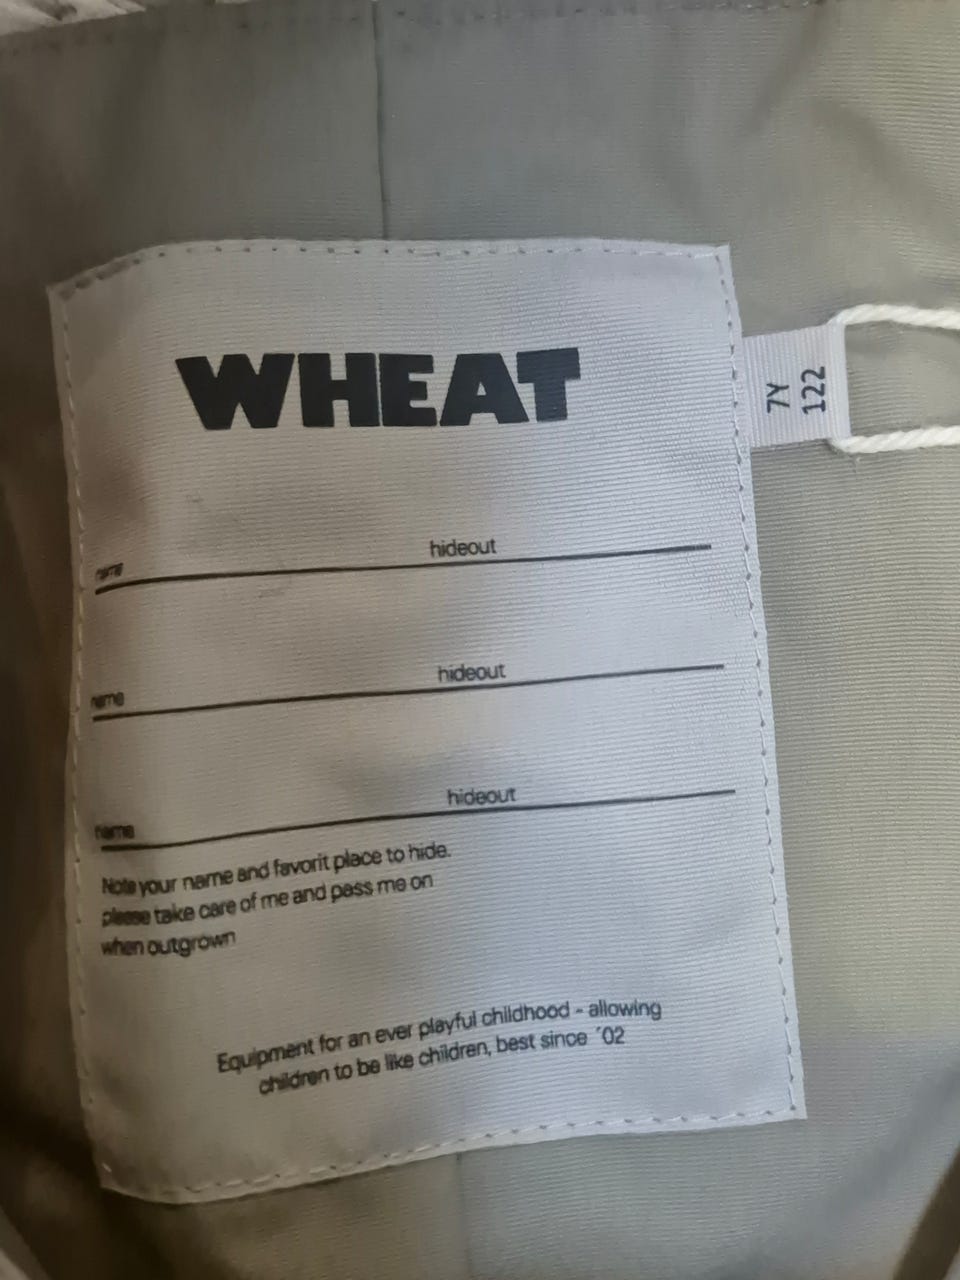 WHEAT
7Y
122
name hideout
name hideout
name hideout
Note your name and favorit place to hide.
please take care of me and pass me on
when outgrown
Equipment for an ever playful childhood - allowing
children to be like children, best since ´02